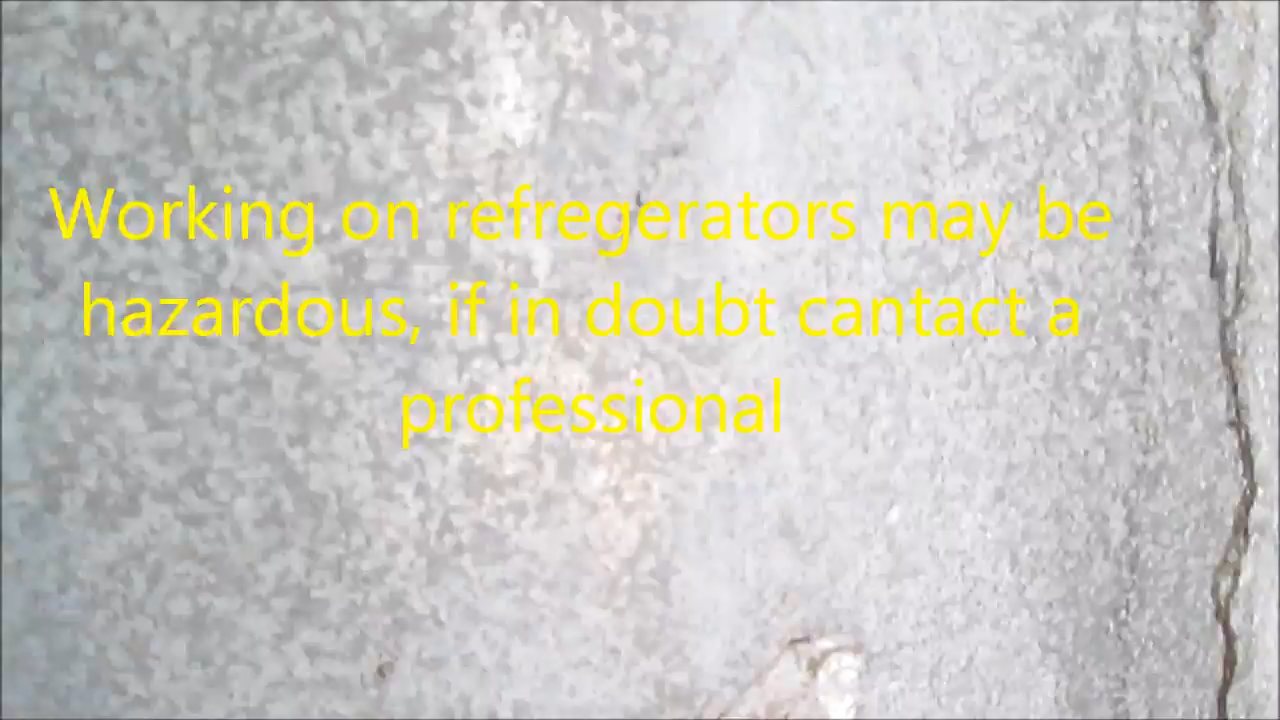 Working on refregerators may be
hazardous, if in doubt cantact a
professional